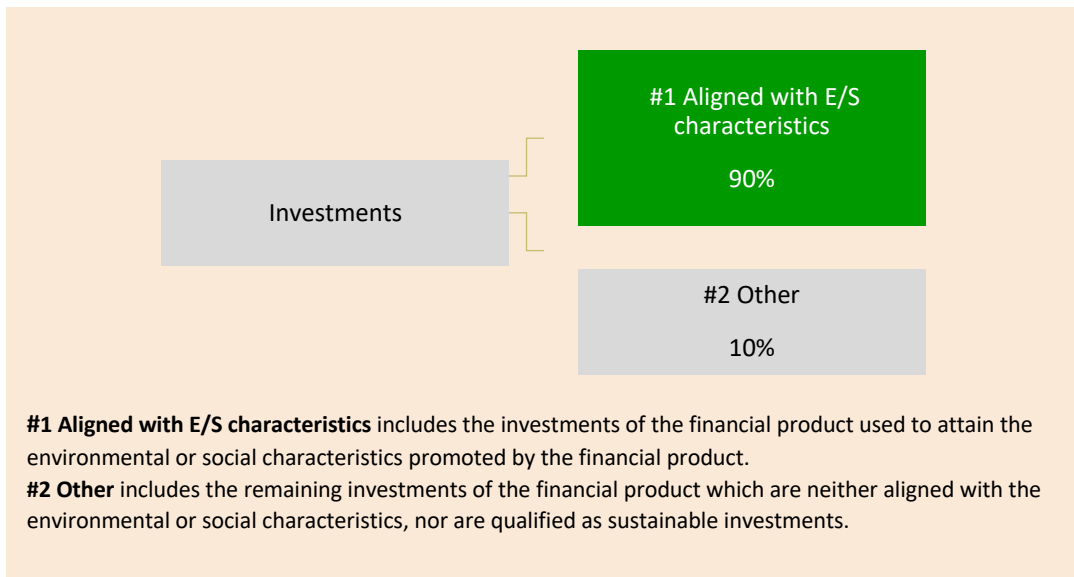 #1 Aligned with E/S
characteristics
90%
Investments
#2 Other
10%
#1 Aligned with E/S characteristics includes the investments of the financial product used to attain the
environmental or social characteristics promoted by the financial product.
#2 Other includes the remaining investments of the financial product which are neither aligned with the
environmental or social characteristics, nor are qualified as sustainable investments.